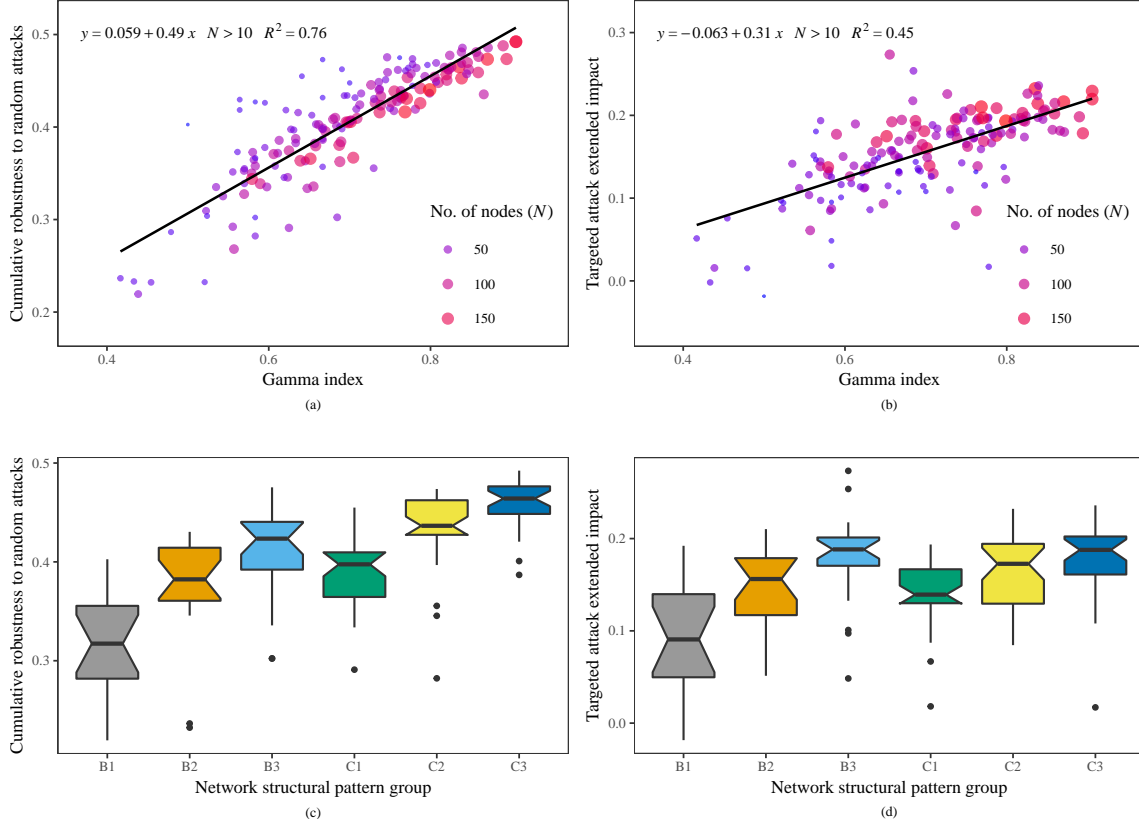 y = 0.059 + 0.49 x N > 10 R² = 0.76
0.5
0.4
0.3
0.2
Cumulative robustness to random attacks
No. of nodes (N)
50
100
150
0.4
0.6
0.8
Gamma index
(a)
y = −0.063 + 0.31 x N > 10 R² = 0.45
0.3
0.2
0.1
0.0
Targeted attack extended impact
No. of nodes (N)
50
100
150
0.4
0.6
0.8
Gamma index
(b)
0.5
0.4
0.3
Cumulative robustness to random attacks
B1
B2
B3
C1
C2
C3
Network structural pattern group
(c)
0.2
0.1
0.0
Targeted attack extended impact
B1
B2
B3
C1
C2
C3
Network structural pattern group
(d)